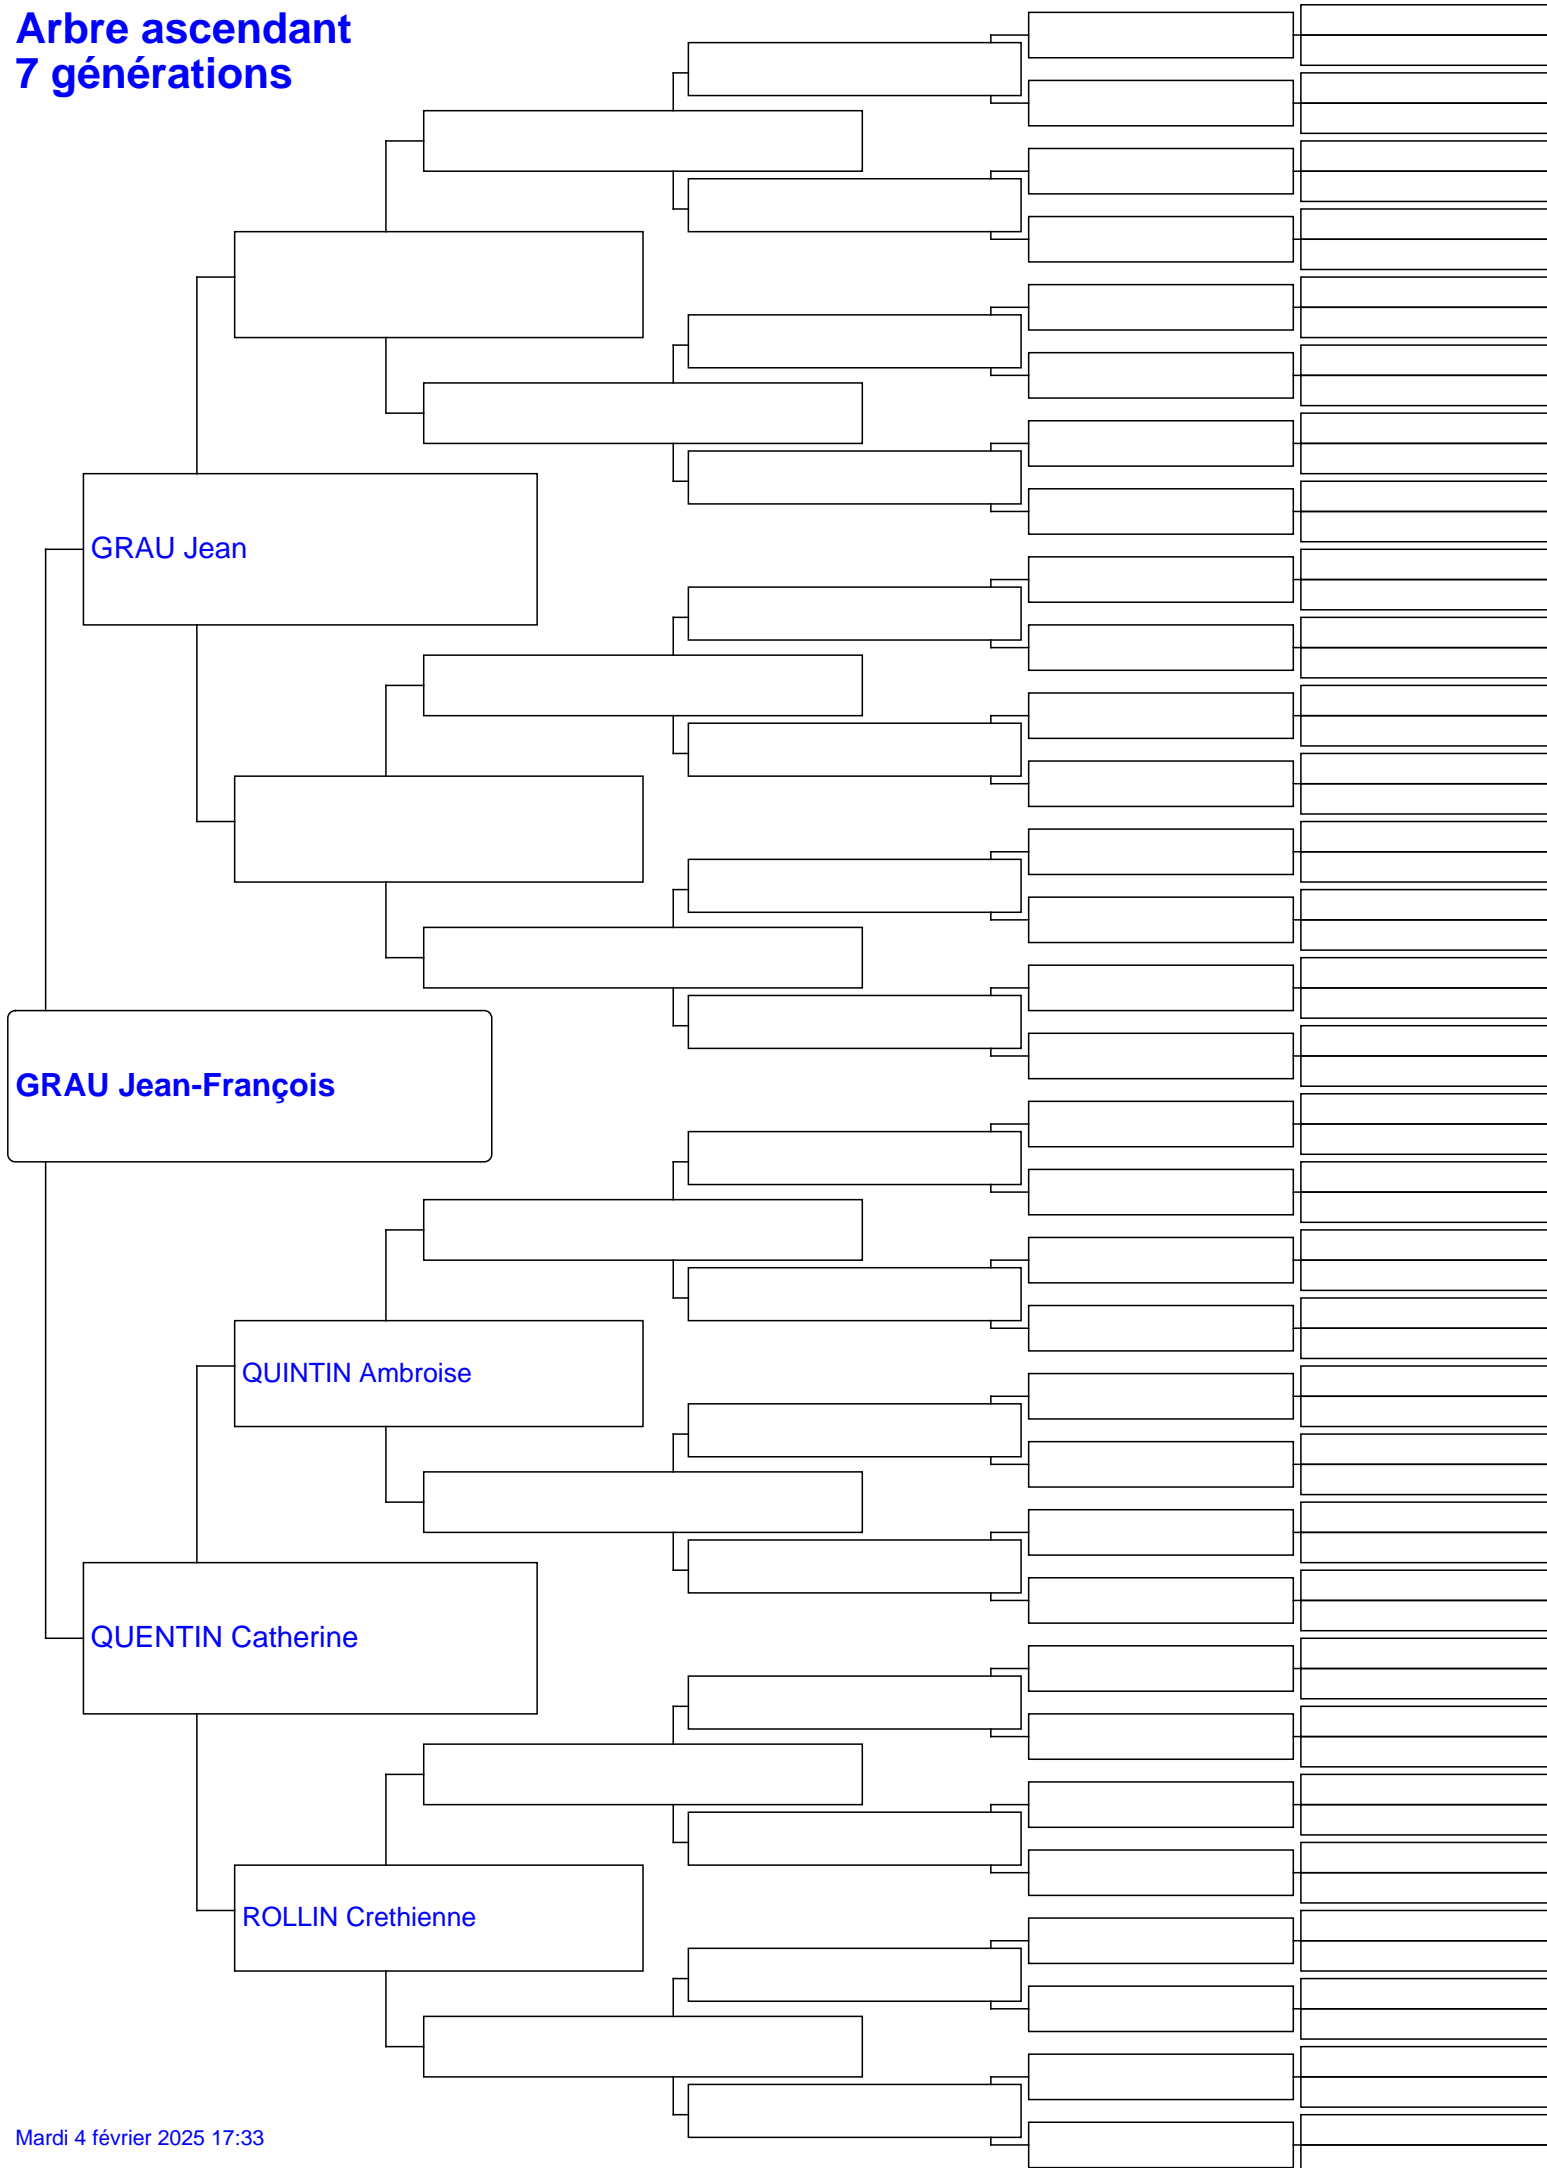 Arbre ascendant
7 générations
GRAU Jean
GRAU Jean-François
QUINTIN Ambroise
QUENTIN Catherine
ROLLIN Crethienne
Mardi 4 février 2025 17:33